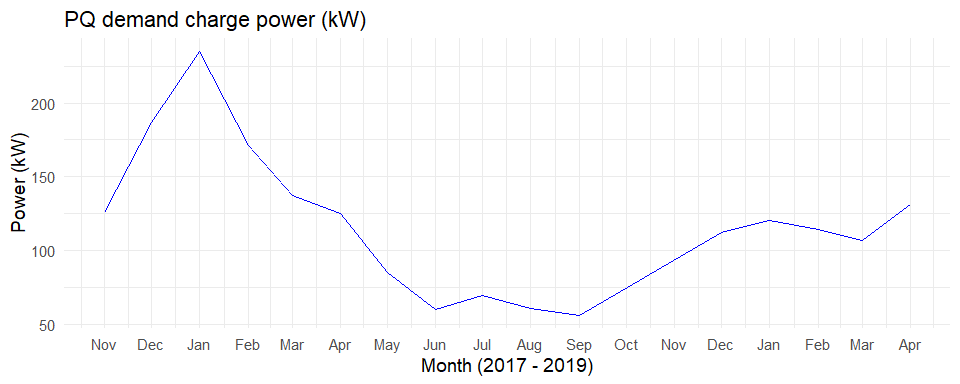 PQ demand charge power (kW)
Power (kW)
200
150
100
50
Nov Dec Jan Feb Mar Apr May Jun Jul Aug Sep Oct Nov Dec Jan Feb Mar Apr
Month (2017 - 2019)